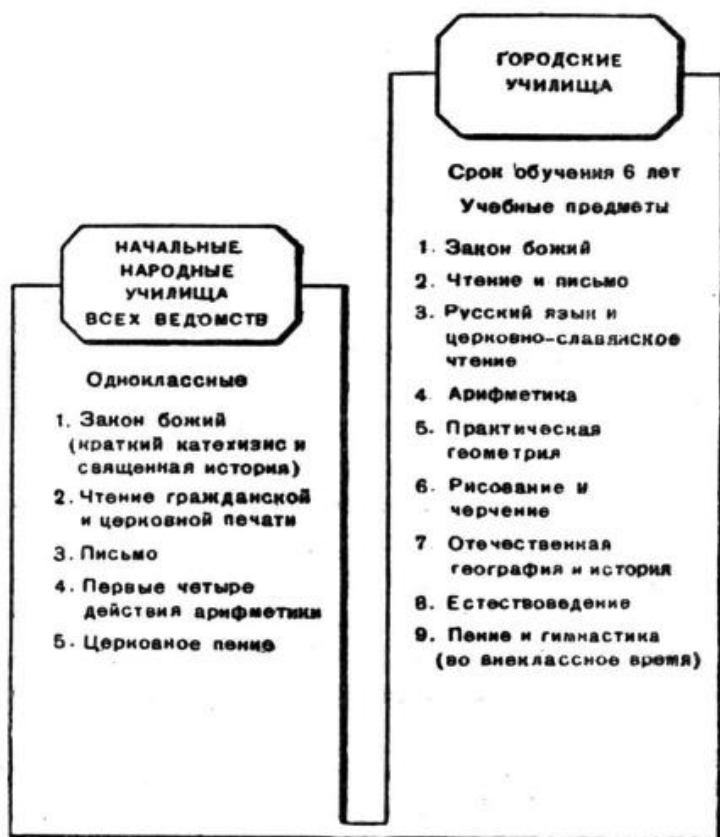 НАЧАЛЬНЫЕ
НАРОДНЫЕ
УЧИЛИЩА
ВСЕХ ВЕДОМСТВ
Одноклассные
1. Закон божий
(краткий катехизис и
священная история)
2. Чтение гражданской
и церковной печати
3. Письмо
4. Первые четыре
действия арифметики
5. Церковное пение
ГОРОДСКИЕ
УЧИЛИЩА
Срок обучения 6 лет
Учебные предметы
1. Закон божий
2. Чтение и письмо
3. Русский язык и
церковно-славянское
чтение
4 Арифметика
5. Практическая
геометрия
6. Рисование и
черчение
7 Отечественная
география и история
8. Естествоведение
9. Пение и гимнастика
(во внеклассное время)